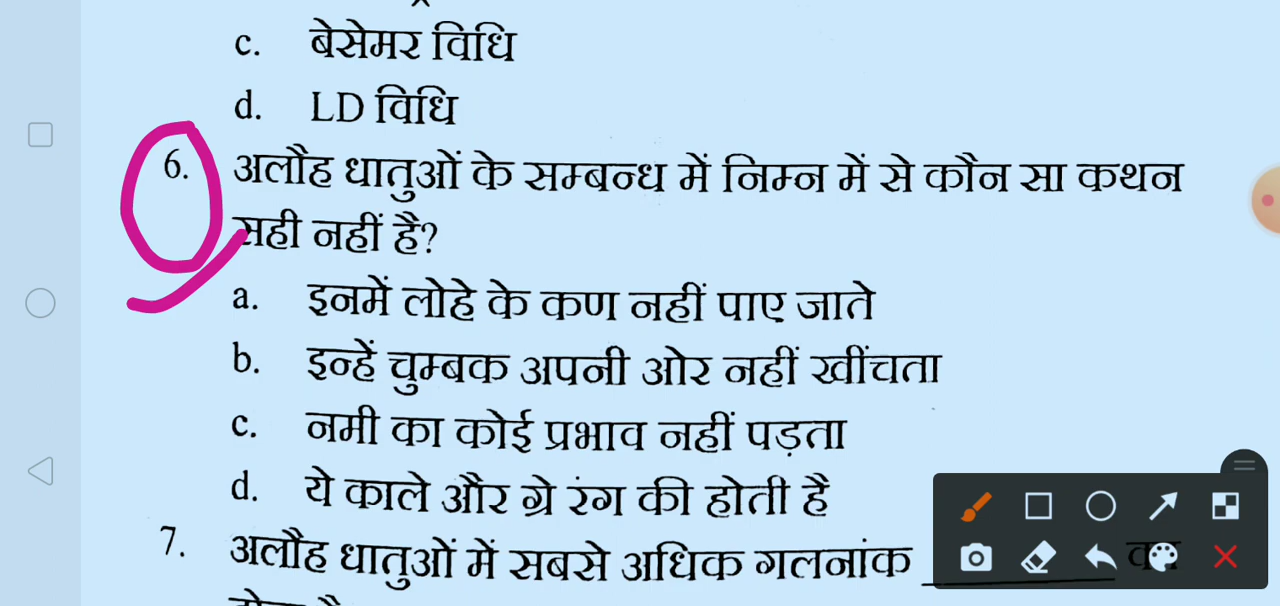 c. बेसेमर विधि
d. LD विधि
6. अलौह धातुओं के सम्बन्ध में निम्न में से कौन सा कथन
सही नहीं है?
a. इनमें लोहे के कण नहीं पाए जाते
b. इन्हें चुम्बक अपनी ओर नहीं खींचता
c. नमी का कोई प्रभाव नहीं पड़ता
d. ये काले और ग्रे रंग की होती है
7. अलौह धातुओं में सबसे अधिक गलनांक ________